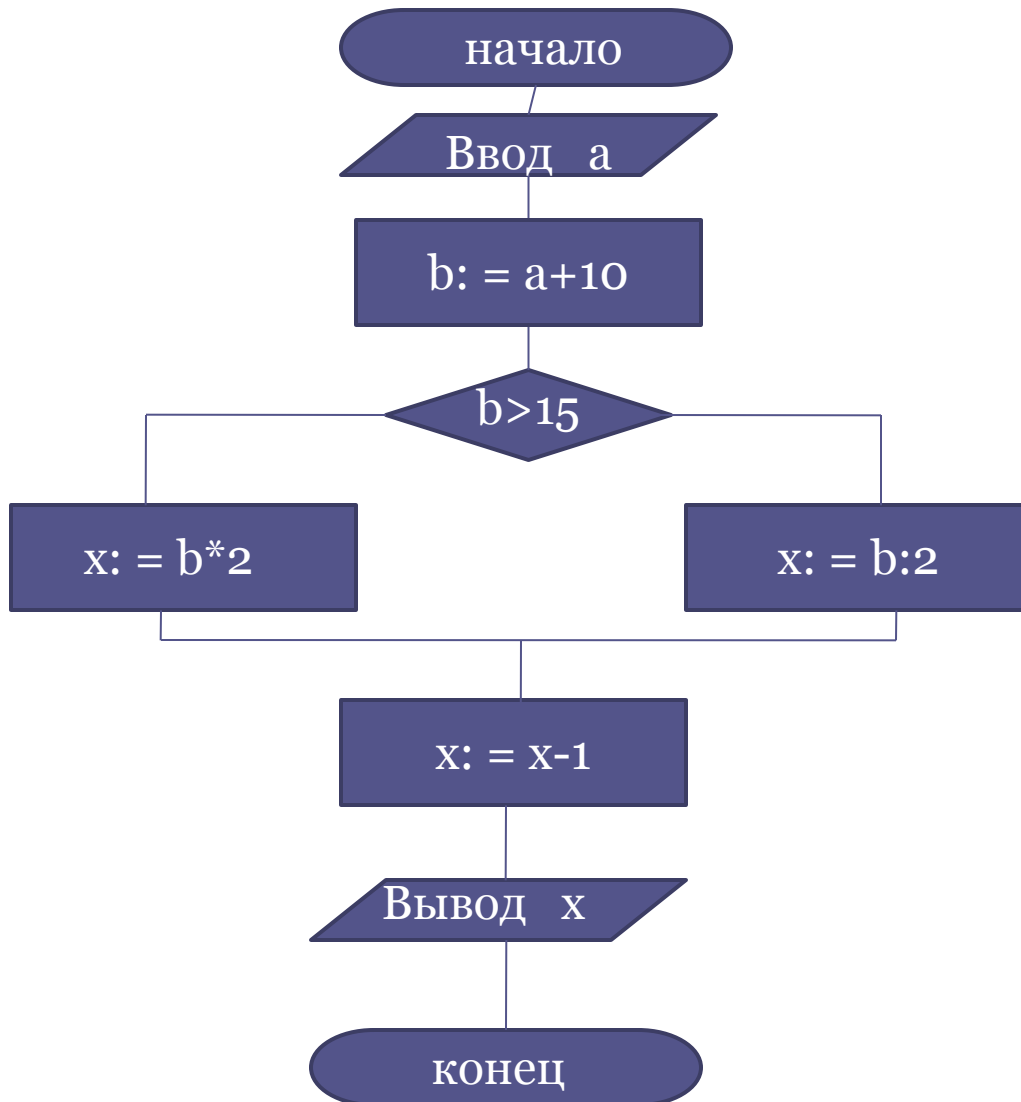 начало
Ввод a
b: = a+10
b>15
x: = b*2
x: = b:2
x: = x-1
Вывод x
конец